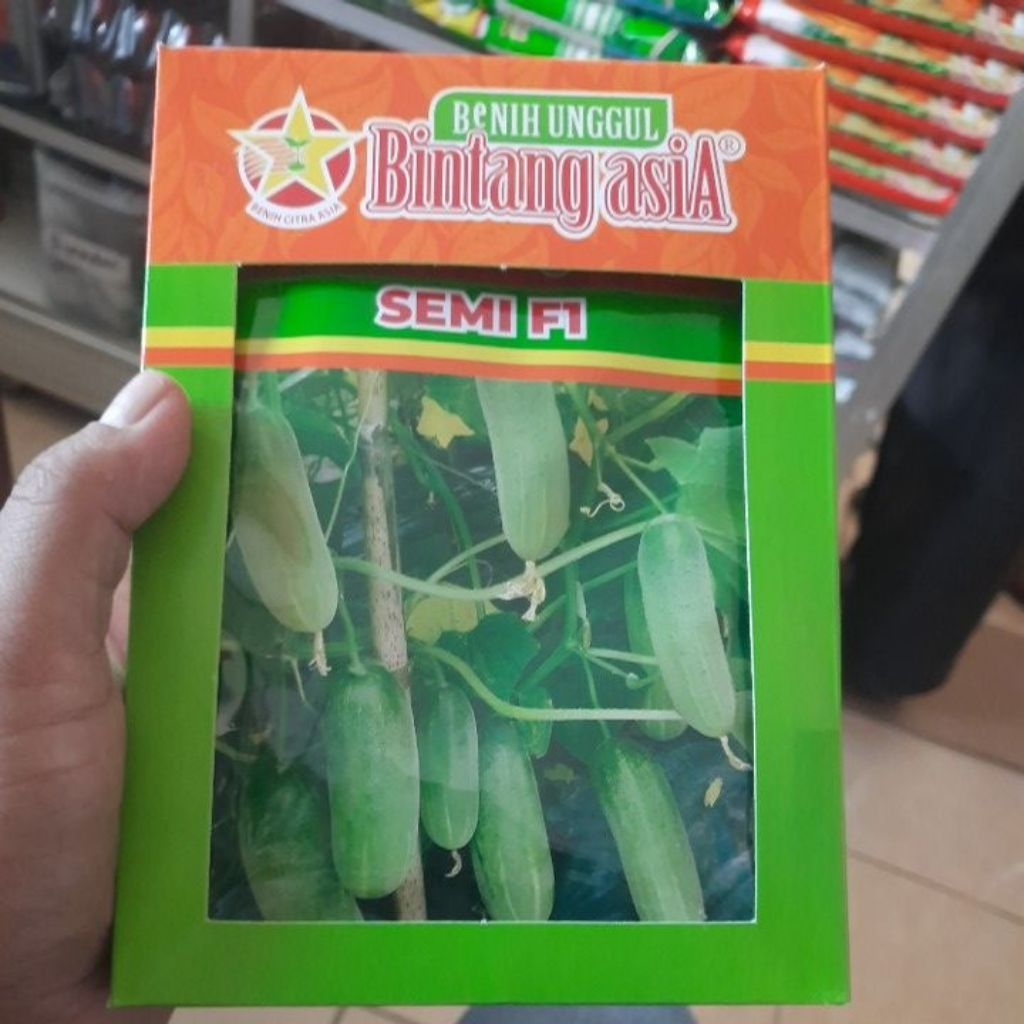 BENIH UNGGUL
Bintang asiA®
BENIH CITRA ASIA
SEMI F1